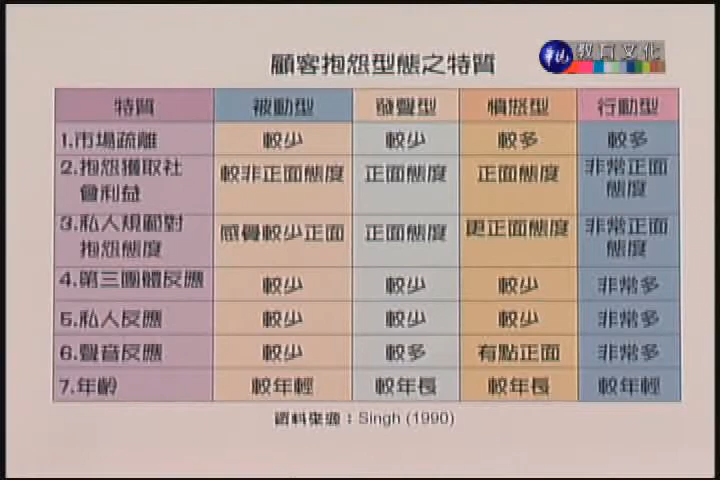 顧客抱怨型態之特質
華視 教育文化
特質 被動型 發聲型 憤怒型 行動型
1.市場疏離 較少 較少 較多 較多
2.抱怨獲取社會利益 較非正面態度 正面態度 正面態度 非常正面態度
3.私人規範對抱怨態度 感覺較少正面 正面態度 更正面態度 非常正面態度
4.第三團體反應 較少 較少 較少 非常多
5.私人反應 較少 較少 較少 非常多
6.聲音反應 較少 較多 有點正面 非常多
7.年齡 較年輕 較年長 較年長 較年輕
資料來源：Singh (1990)